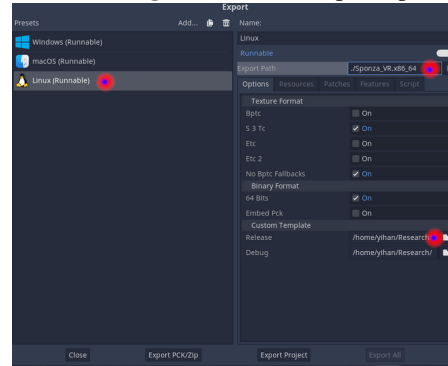 Export
Presets Add... Name:
Windows (Runnable) Linux
macOS (Runnable) Runnable
Linux (Runnable) Export Path ./Sponza_VR.x86_64
Options Resources Patches Features Script
Texture Format
Bptc On
S 3 Tc On
Etc On
Etc 2 On
No Bptc Fallbacks On
Binary Format
64 Bits On
Embed Pck On
Custom Template
Release /home/yihan/Research/
Debug /home/yihan/Research/
Close Export PCK/Zip Export Project Export All